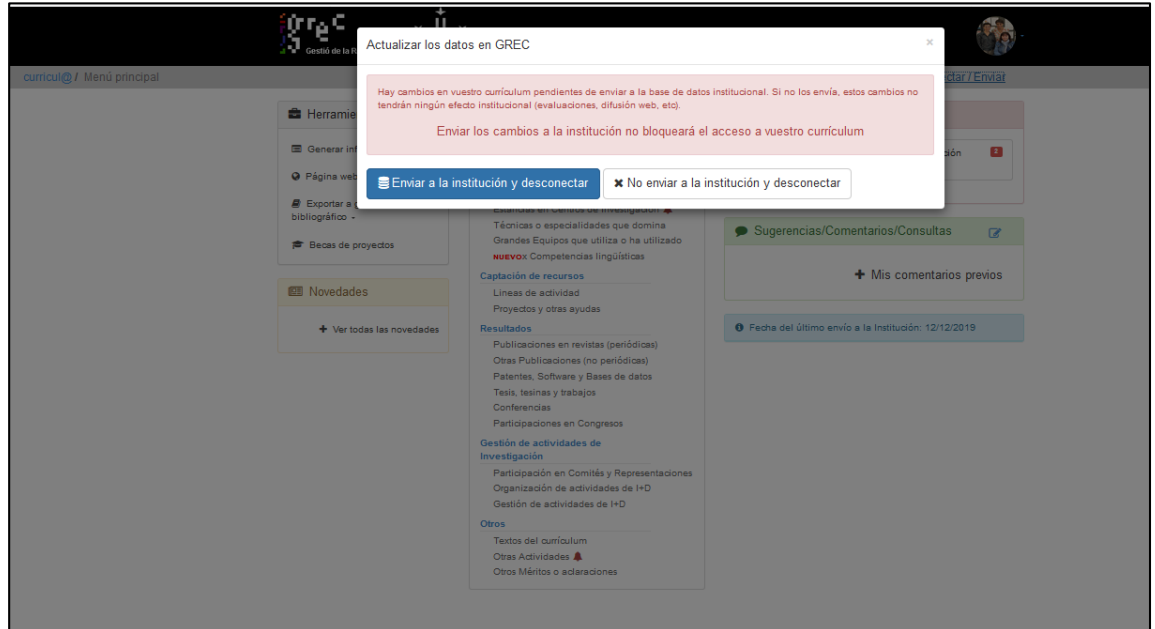 grec
Gestió de la R
Actualizar los datos en GREC
×
curricul@ / Menú principal
ctar / Enviar
Hay cambios en vuestro currículum pendientes de enviar a la base de datos institucional. Si no los envía, estos cambios no
tendrán ningún efecto institucional (evaluaciones, difusión web, etc).
Enviar los cambios a la institución no bloqueará el acceso a vuestro currículum
Enviar a la institución y desconectar
✖ No enviar a la institución y desconectar
Herramie
Generar inf
Página web
Exportar a
bibliográfico
Becas de proyectos
Novedades
+ Ver todas las novedades
Estancias en Centros de Investigación
Técnicas o especialidades que domina
Grandes Equipos que utiliza o ha utilizado
NUEVOx Competencias lingüísticas
Captación de recursos
Líneas de actividad
Proyectos y otras ayudas
Resultados
Publicaciones en revistas (periódicas)
Otras Publicaciones (no periódicas)
Patentes, Software y Bases de datos
Tesis, tesinas y trabajos
Conferencias
Participaciones en Congresos
Gestión de actividades de
Investigación
Participación en Comités y Representaciones
Organización de actividades de I+D
Gestión de actividades de I+D
Otros
Textos del currículum
Otras Actividades
Otros Méritos o aclaraciones
ción
2
Sugerencias/Comentarios/Consultas
+ Mis comentarios previos
Fecha del último envío a la Institución: 12/12/2019